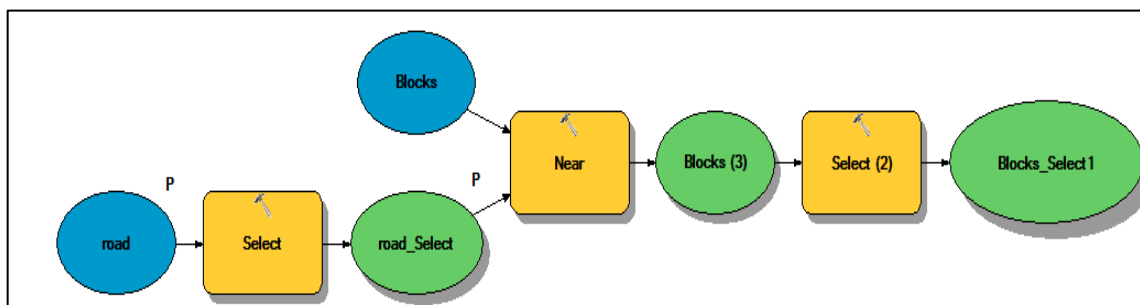 Blocks
P
P
Near
Blocks (3)
Select (2)
Blocks_Select1
road
Select
road_Select